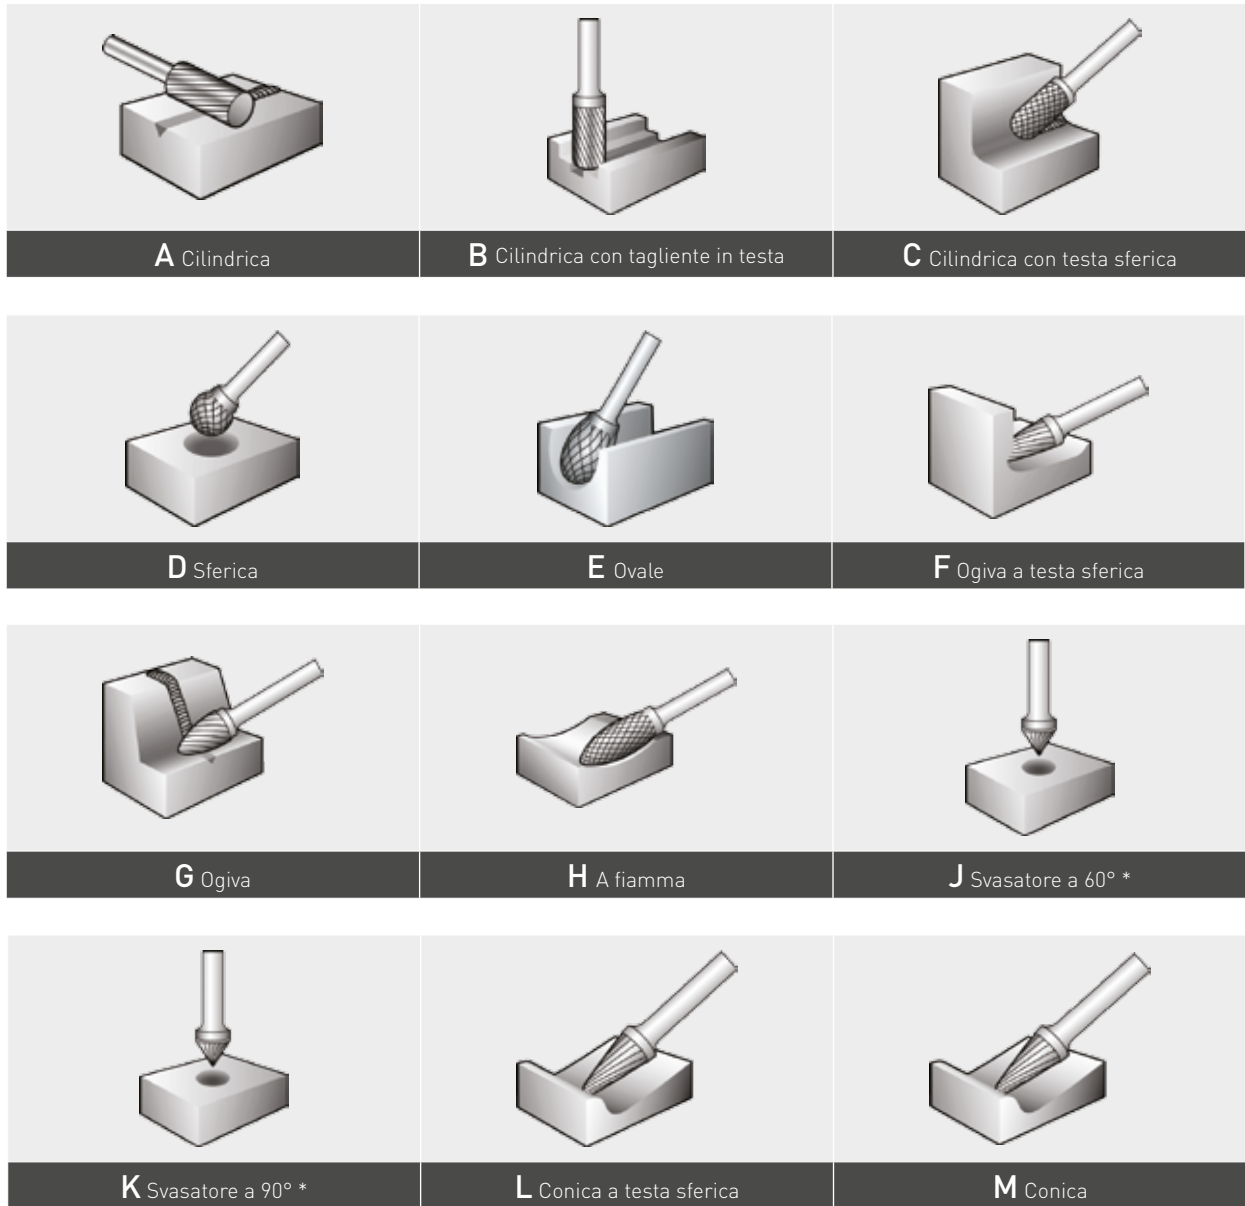 A Cilindrica
B Cilindrica con tagliente in testa
C Cilindrica con testa sferica
D Sferica
E Ovale
F Ogiva a testa sferica
G Ogiva
H A fiamma
J Svasatore a 60° *
K Svasatore a 90° *
L Conica a testa sferica
M Conica